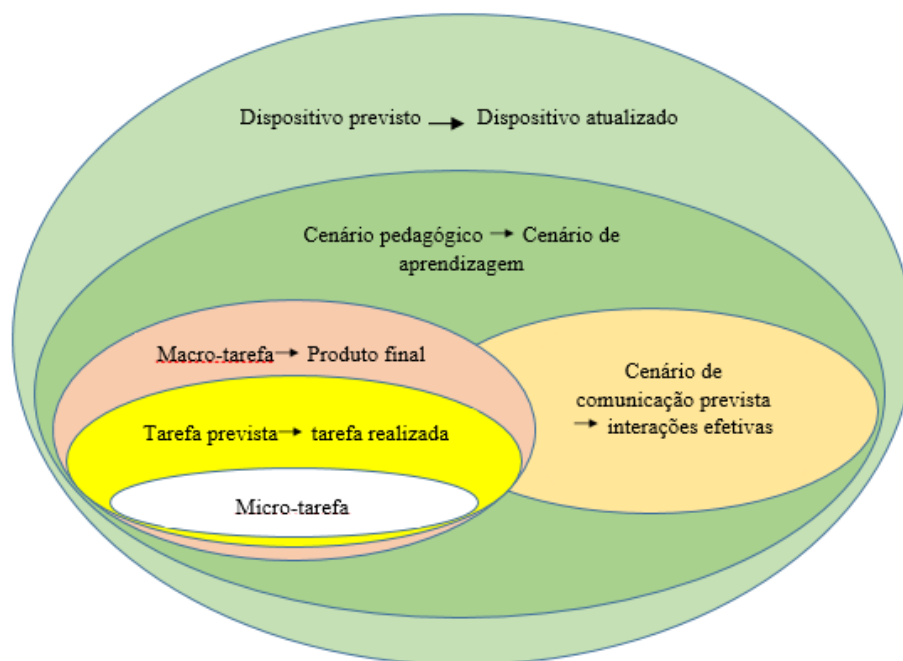 Dispositivo previsto → Dispositivo atualizado
Cenário pedagógico → Cenário de
aprendizagem
Macro-tarefa → Produto final
Cenário de
comunicação prevista
→ interações efetivas
Tarefa prevista → tarefa realizada
Micro-tarefa